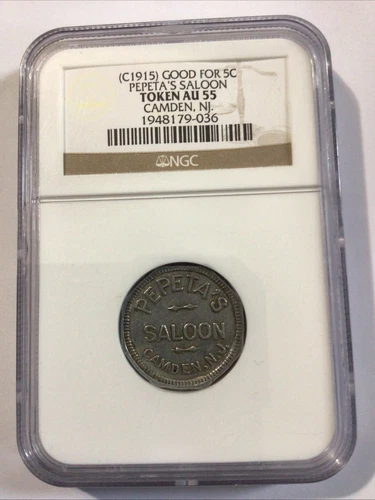 (C1915) GOOD FOR 5C
PEPETA'S SALOON
TOKEN AU 55
CAMDEN, NJ.
1948179-036
NGC
PEPETA'S
SALOON
CAMDEN, N.J.